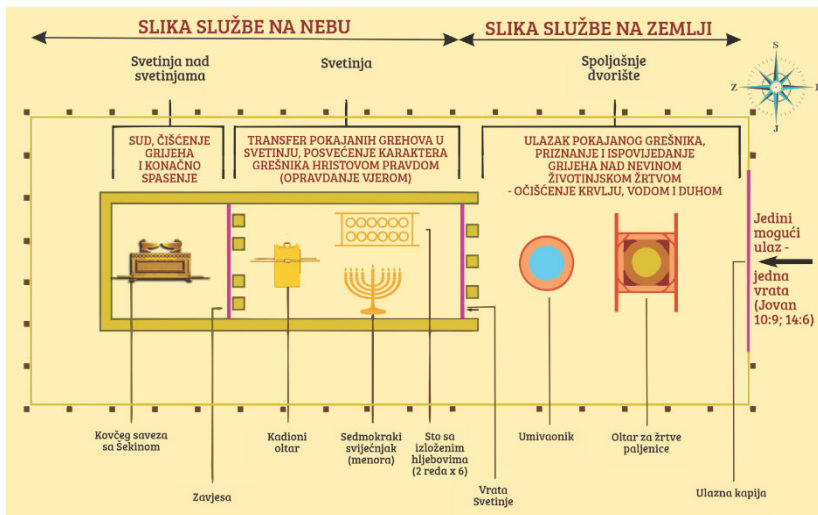 SLIKA SLUŽBE NA NEBU
SLIKA SLUŽBE NA ZEMLJI
Svetinja nad
svetinjama
Svetinja
Spoljašnje
dvorište
S
Z
J
SUD, ČIŠĆENJE
GRIJEHA
I KONAČNO
SPASENJE
TRANSFER POKAJANIH GREHOVA U
SVETINJU, POSVEĆENJE KARAKTERA
GREŠNIKA HRISTOVOM PRAVDOM
(OPRAVDANJE VJEROM)
ULAZAK POKAJANOG GREŠNIKA,
PRIZNANJE I ISPOVIJEDANJE
GRIJEHA NAD NEVINOM
ŽIVOTINJSKOM ŽRTVOM
- OČIŠĆENJE KRVLJU, VODOM I DUHOM
Jedini
mogući
ulaz -
jedna
vrata
(Jovan
10:9; 14:6)
Kovčeg saveza
sa Šekinom
Zavjesa
Kadioni
oltar
Sedmokraki
svijećnjak
(menora)
Sto sa
izloženim
hljebovima
(2 reda x 6)
Vrata
Svetinje
Umivaonik
Oltar za žrtve
paljenice
Ulazna kapija